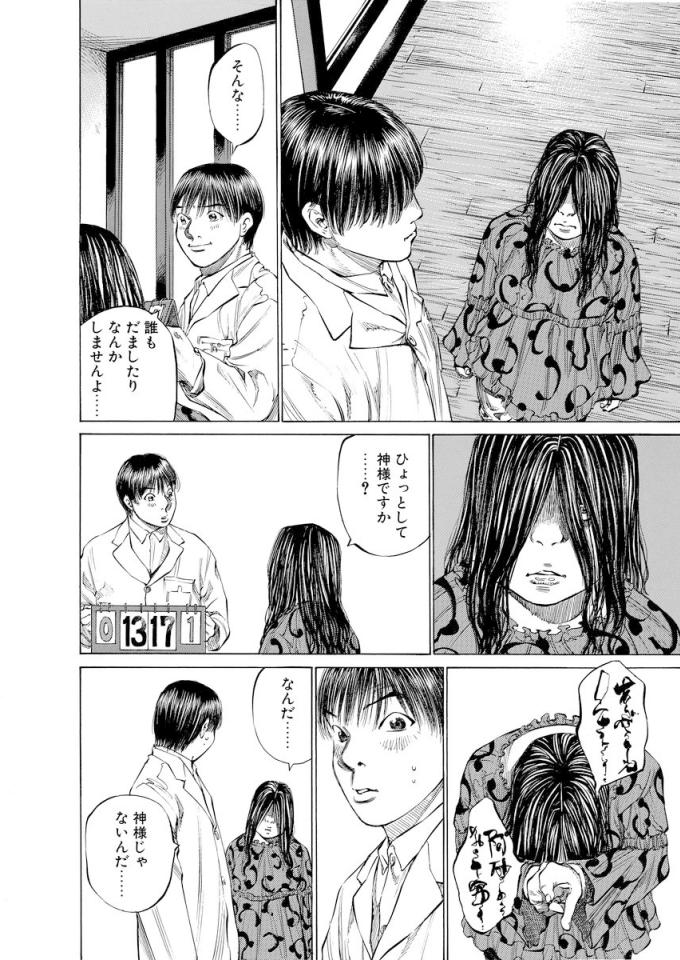 そんな……
誰も
だましたり
なんか
しませんよ……
ひょっとして
神様ですか
……？
0 13 17 1
なんだ……
神様じゃ
ないんだ……